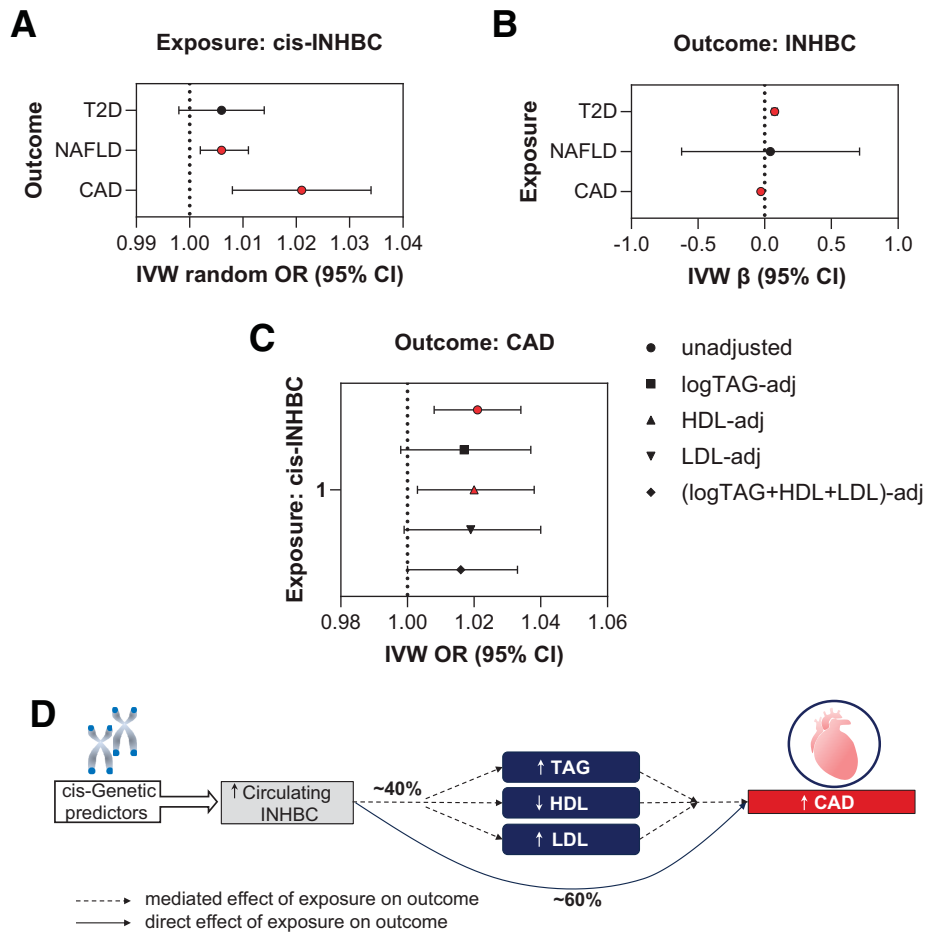 A
Exposure: cis-INHBC
Outcome
T2D
NAFLD
CAD
0.99 1.00 1.01 1.02 1.03 1.04
IVW random OR (95% CI)
B
Outcome: INHBC
Exposure
T2D
NAFLD
CAD
-1.0 -0.5 0.0 0.5 1.0
IVW β (95% CI)
C
Outcome: CAD
Exposure: cis-INHBC
1
0.98 1.00 1.02 1.04 1.06
IVW OR (95% CI)
unadjusted
logTAG-adj
HDL-adj
LDL-adj
(logTAG+HDL+LDL)-adj
D
cis-Genetic
predictors
↑ Circulating
INHBC
~40%
↑ TAG
↓ HDL
↑ LDL
↑ CAD
~60%
mediated effect of exposure on outcome
direct effect of exposure on outcome